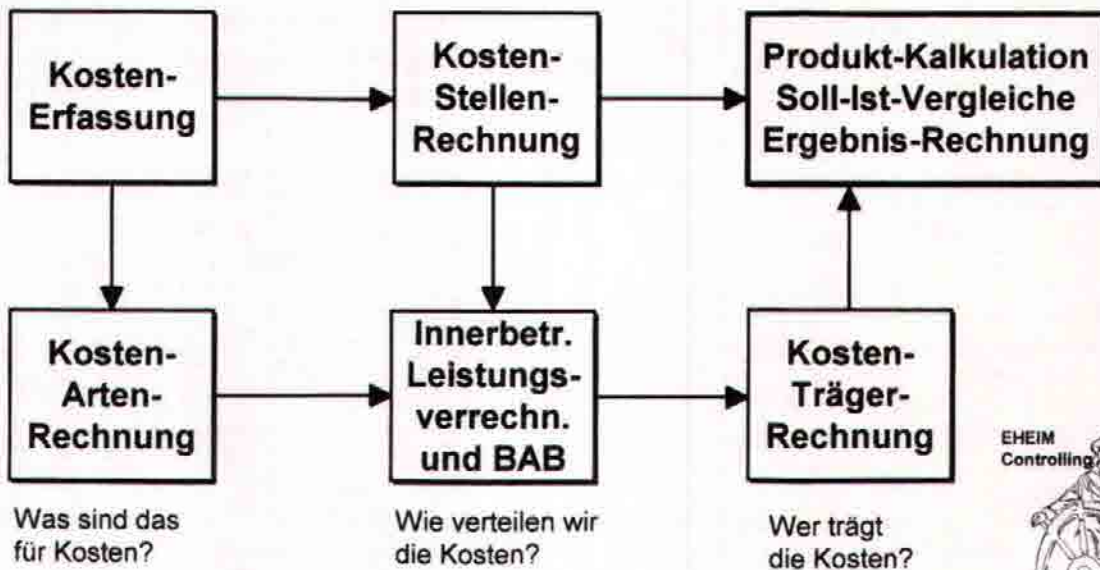 Kosten-
Erfassung
Kosten-
Stellen-
Rechnung
Produkt-Kalkulation
Soll-Ist-Vergleiche
Ergebnis-Rechnung
Kosten-
Arten-
Rechnung
Innerbetr.
Leistungs-
verrechn.
und BAB
Kosten-
Träger-
Rechnung
EHEIM
Controlling
Was sind das
für Kosten?
Wie verteilen wir
die Kosten?
Wer trägt
die Kosten?